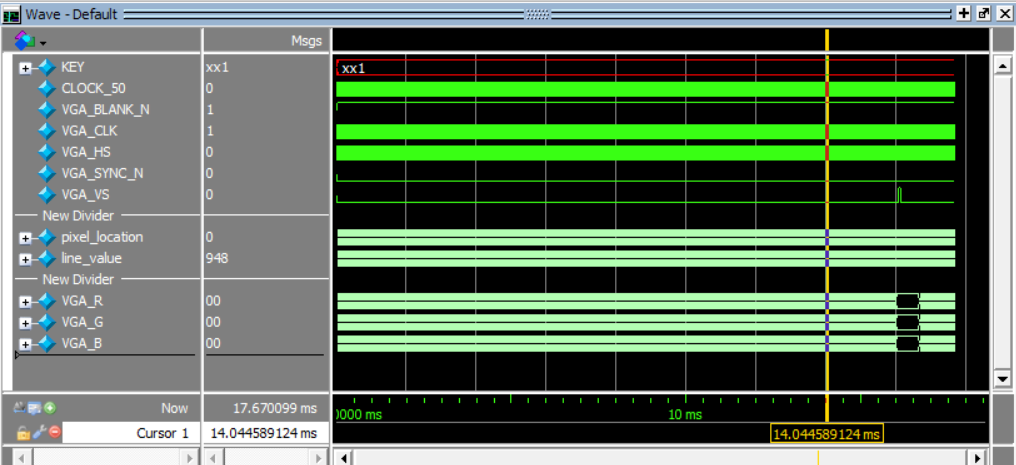 Wave - Default
Msgs
KEY xx1 xx1
CLOCK_50 0
VGA_BLANK_N 1
VGA_CLK 1
VGA_HS 0
VGA_SYNC_N 0
VGA_VS 0
New Divider
pixel_location 0
line_value 948
New Divider
VGA_R 00
VGA_G 00
VGA_B 00
Now 17.670099 ms 0000 ms 10 ms
Cursor 1 14.044589124 ms 14.044589124 ms